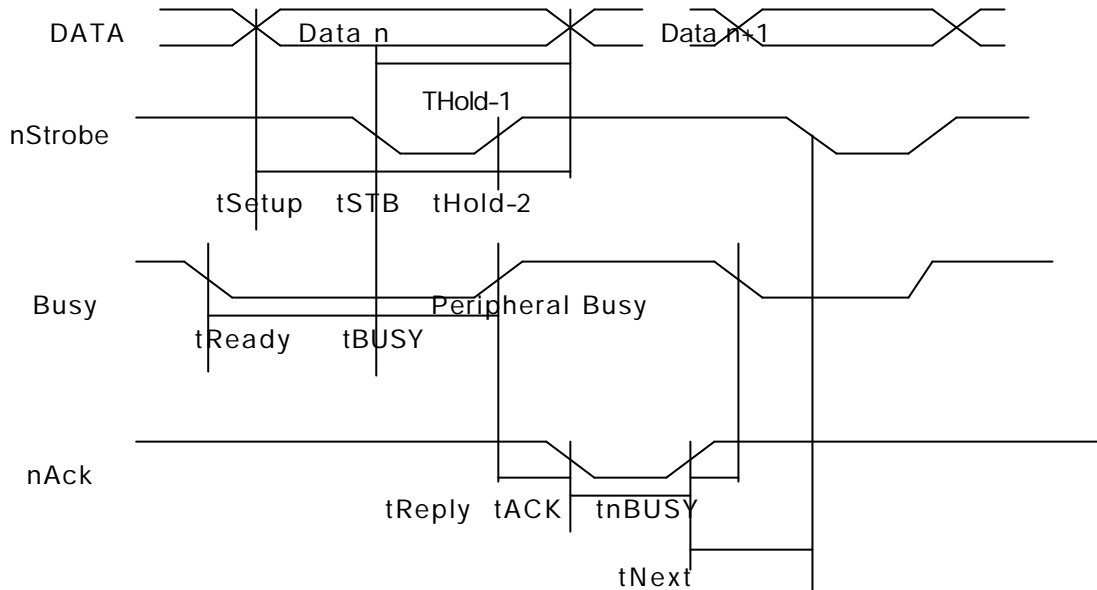 DATA Data n Data n+1
THold-1
nStrobe
tSetup tSTB tHold-2
Busy Peripheral Busy
tReady tBUSY
nAck
tReply tACK tnBUSY
tNext